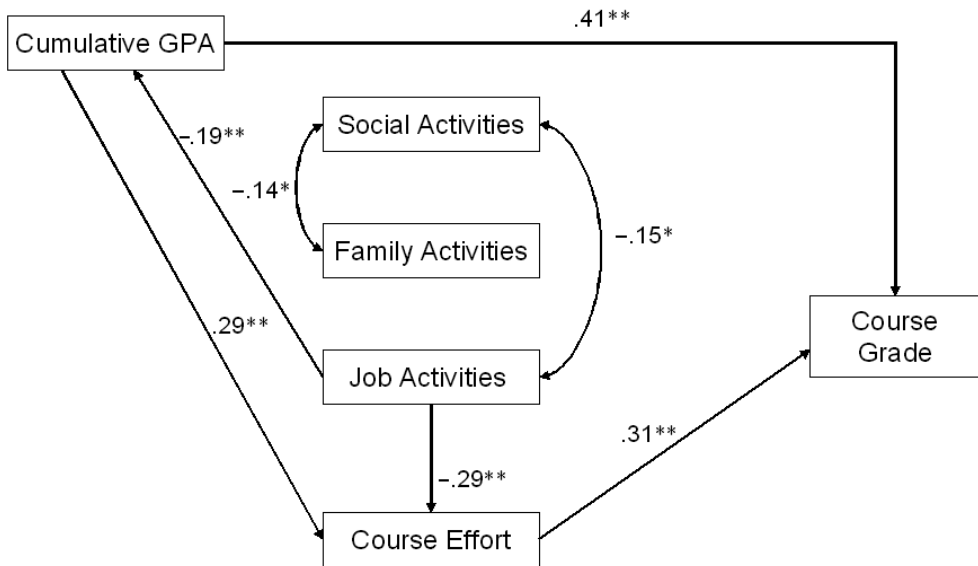 .41**
Cumulative GPA
Social Activities
−.19**
−.14*
Family Activities
−.15*
.29**
Course
Grade
Job Activities
.31**
−.29**
Course Effort